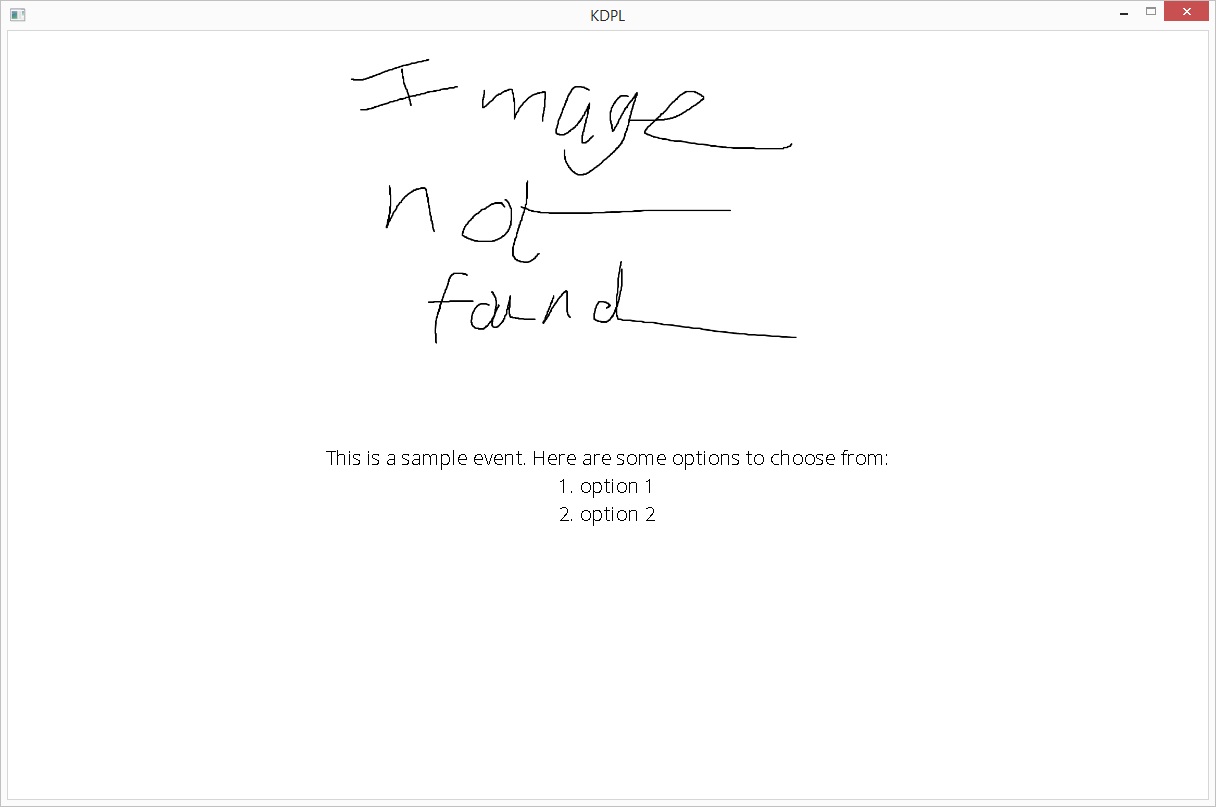 KDPL
Image
not
found
This is a sample event. Here are some options to choose from:
1. option 1
2. option 2